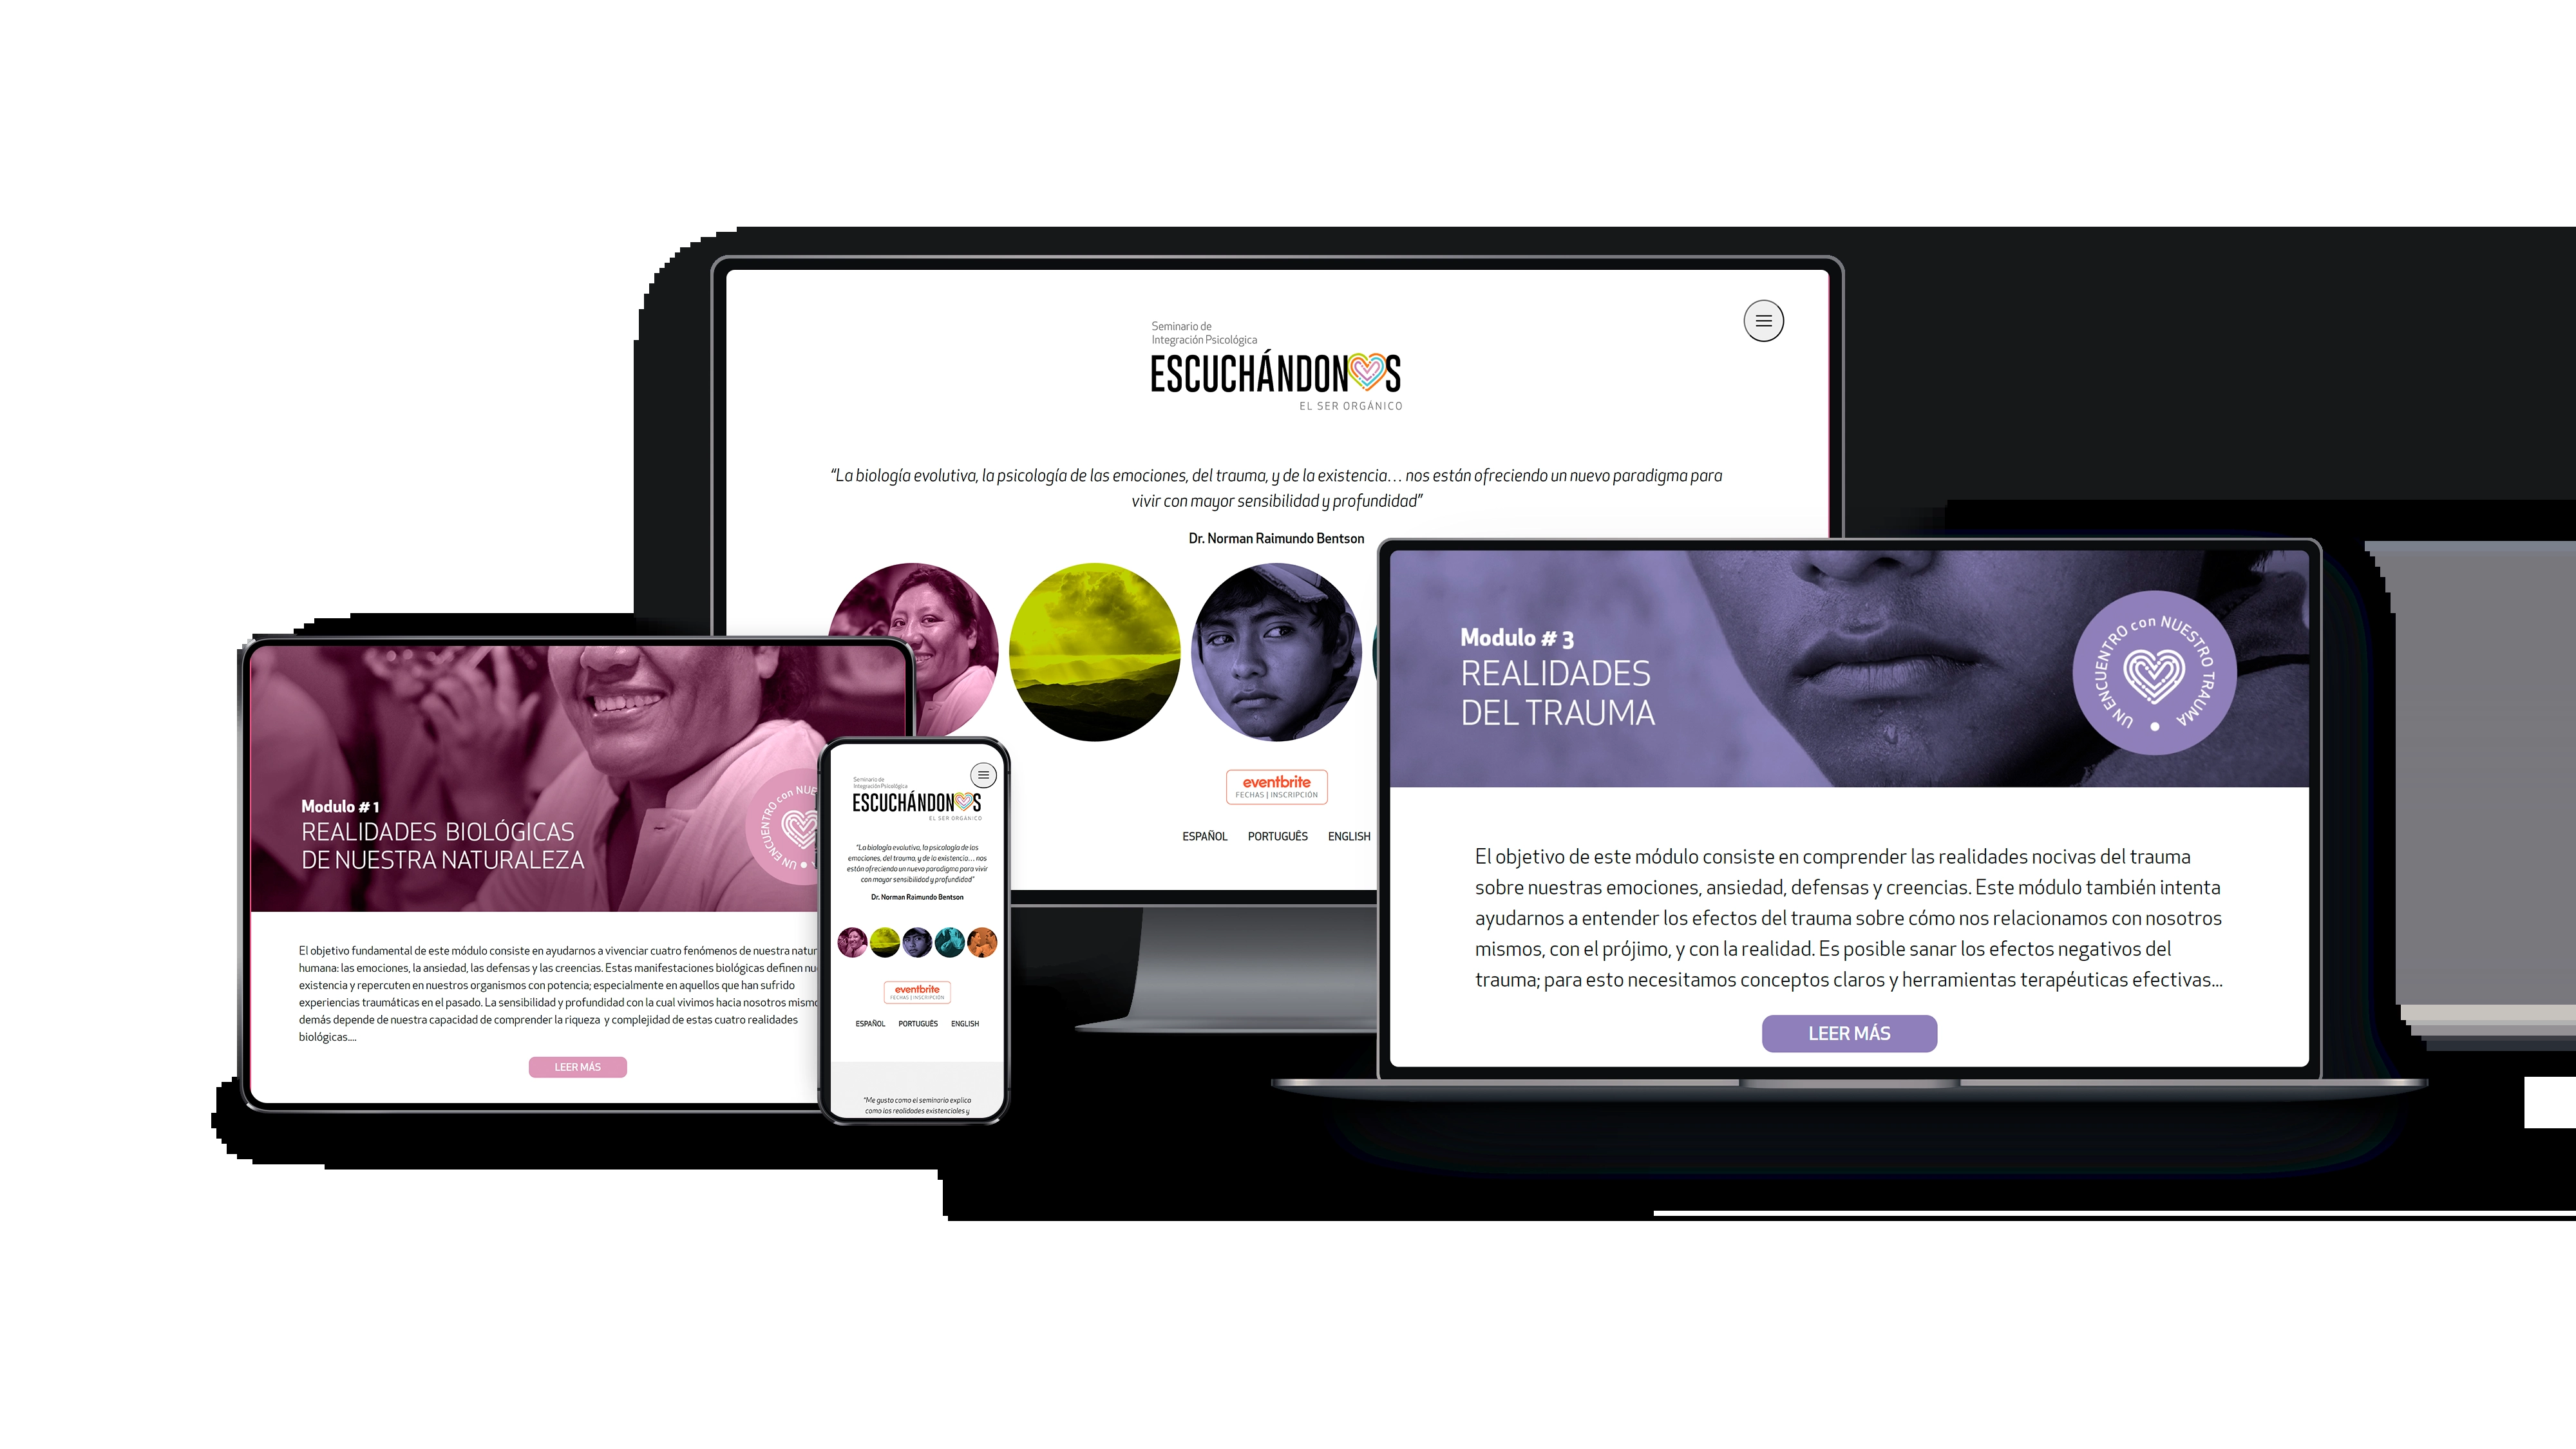 Seminario de
Integración Psicológica
ESCUCHÁNDONOS
EL SER ORGÁNICO
“La biología evolutiva, la psicología de las emociones, del trauma, y de la existencia… nos están ofreciendo un nuevo paradigma para
vivir con mayor sensibilidad y profundidad”
Dr. Norman Raimundo Bentson
eventbrite
FECHAS | INSCRIPCIÓN
ESPAÑOL PORTUGUÊS ENGLISH
Modulo # 1
REALIDADES BIOLÓGICAS
DE NUESTRA NATURALEZA
UN ENCUENTRO con
El objetivo fundamental de este módulo consiste en ayudarnos a vivenciar cuatro fenómenos de nuestra
humana: las emociones, la ansiedad, las defensas y las creencias. Estas manifestaciones biológicas definen
existencia y repercuten en nuestros organismos con potencia; especialmente en aquellos que han sufrido
experiencias traumáticas en el pasado. La sensibilidad y profundidad con la cual vivimos hacia nosotros
demás depende de nuestra capacidad de comprender la riqueza y complejidad de estas cuatro realidades
biológicas....
LEER MÁS
Seminario de
Integración Psicológica
ESCUCHÁNDONOS
EL SER ORGÁNICO
“La biología evolutiva, la psicología de las
emociones, del trauma, y de la existencia… nos
están ofreciendo un nuevo paradigma para vivir
con mayor sensibilidad y profundidad”
Dr. Norman Raimundo Bentson
eventbrite
FECHAS | INSCRIPCIÓN
ESPAÑOL PORTUGUÊS ENGLISH
“Me gusta como el seminario explica
como las realidades existenciales y
Modulo # 3
REALIDADES
DEL TRAUMA
UN ENCUENTRO con NUESTRO TRAUMA
El objetivo de este módulo consiste en comprender las realidades nocivas del trauma
sobre nuestras emociones, ansiedad, defensas y creencias. Este módulo también intenta
ayudarnos a entender los efectos del trauma sobre cómo nos relacionamos con nosotros
mismos, con el prójimo, y con la realidad. Es posible sanar los efectos negativos del
trauma; para esto necesitamos conceptos claros y herramientas terapéuticas efectivas...
LEER MÁS